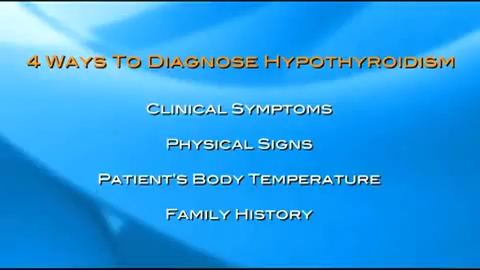 4 Ways To Diagnose Hypothyroidism
Clinical Symptoms
Physical Signs
Patient's Body Temperature
Family History